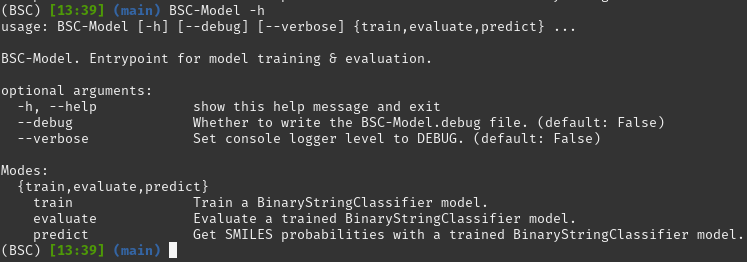 (BSC) [13:39] (main) BSC-Model -h
usage: BSC-Model [-h] [--debug] [--verbose] {train,evaluate,predict} ...

BSC-Model. Entrypoint for model training & evaluation.

optional arguments:
  -h, --help            show this help message and exit
  --debug               Whether to write the BSC-Model.debug file. (default: False)
  --verbose             Set console logger level to DEBUG. (default: False)

Modes:
  {train,evaluate,predict}
    train               Train a BinaryStringClassifier model.
    evaluate            Evaluate a trained BinaryStringClassifier model.
    predict             Get SMILES probabilities with a trained BinaryStringClassifier model.
(BSC) [13:39] (main)